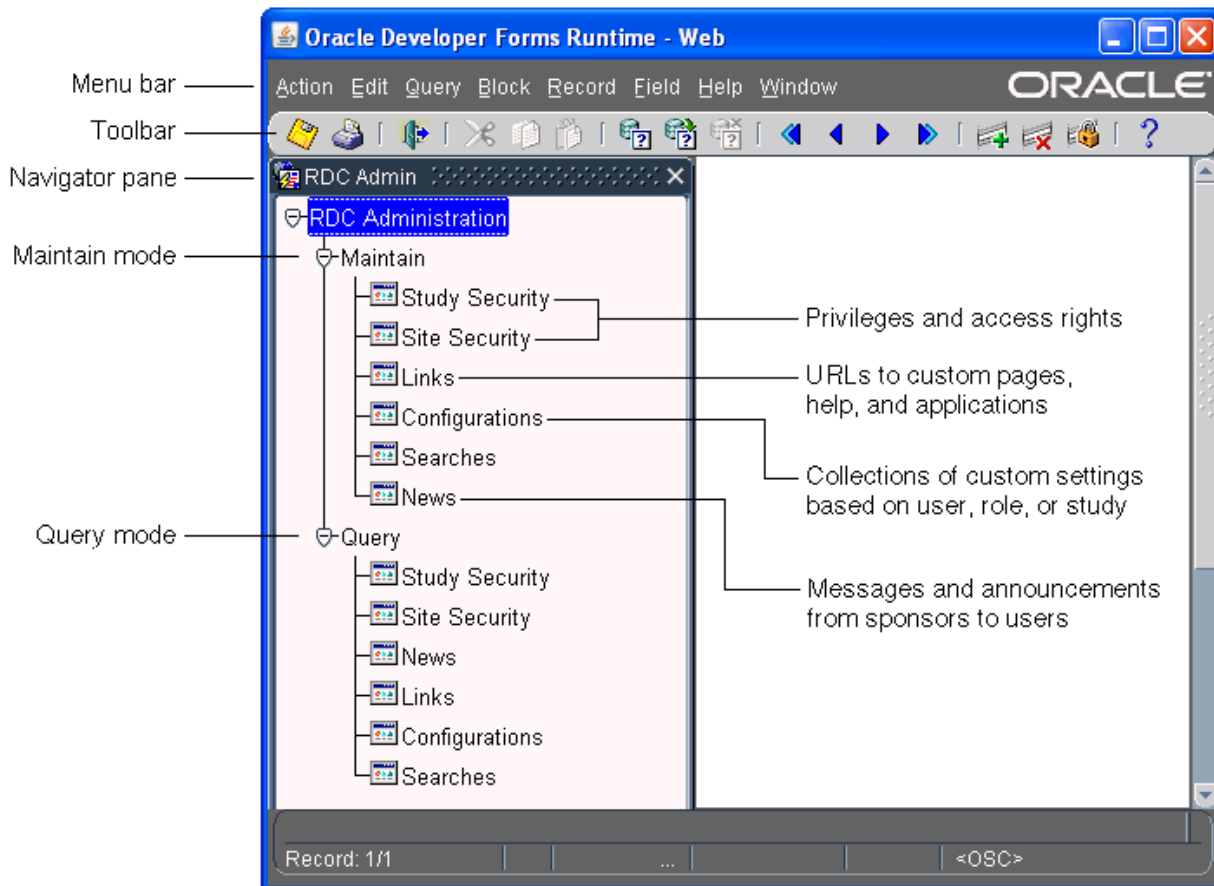 Oracle Developer Forms Runtime - Web
Menu bar
Action Edit Query Block Record Field Help Window
ORACLE
Toolbar
Navigator pane
RDC Admin
RDC Administration
Maintain mode
Maintain
Study Security
Privileges and access rights
Site Security
Links
URLs to custom pages,
help, and applications
Configurations
Collections of custom settings
based on user, role, or study
Searches
News
Messages and announcements
from sponsors to users
Query mode
Query
Study Security
Site Security
News
Links
Configurations
Searches
Record: 1/1
...
<OSC>